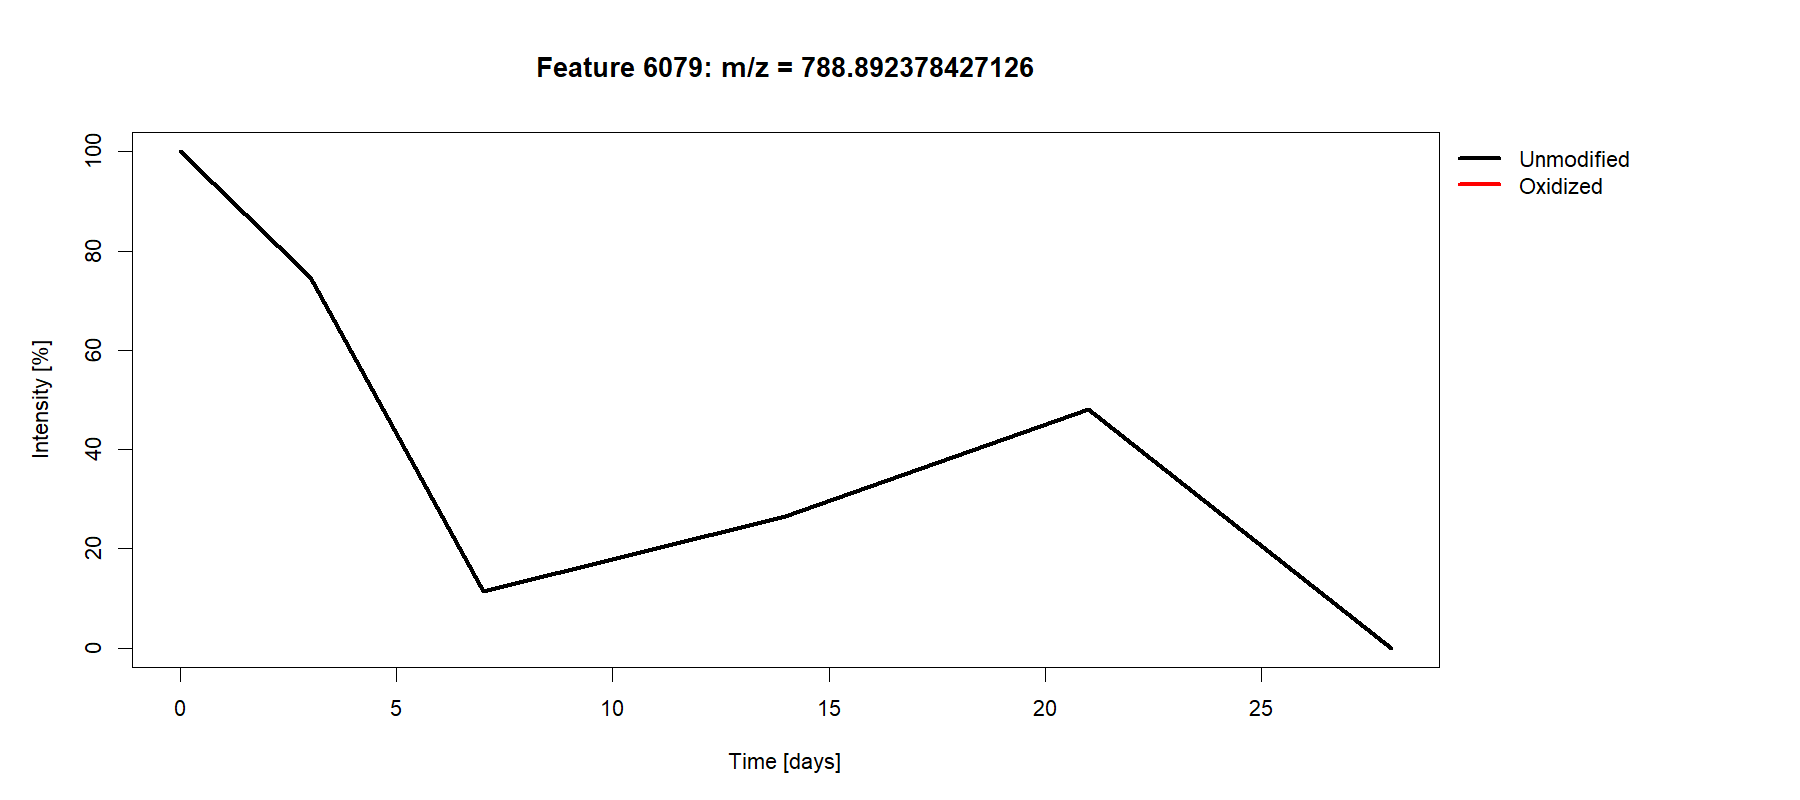 Feature 6079: m/z = 788.892378427126
Unmodified
Oxidized
Intensity [%]
100
80
60
40
20
0
0 5 10 15 20 25
Time [days]